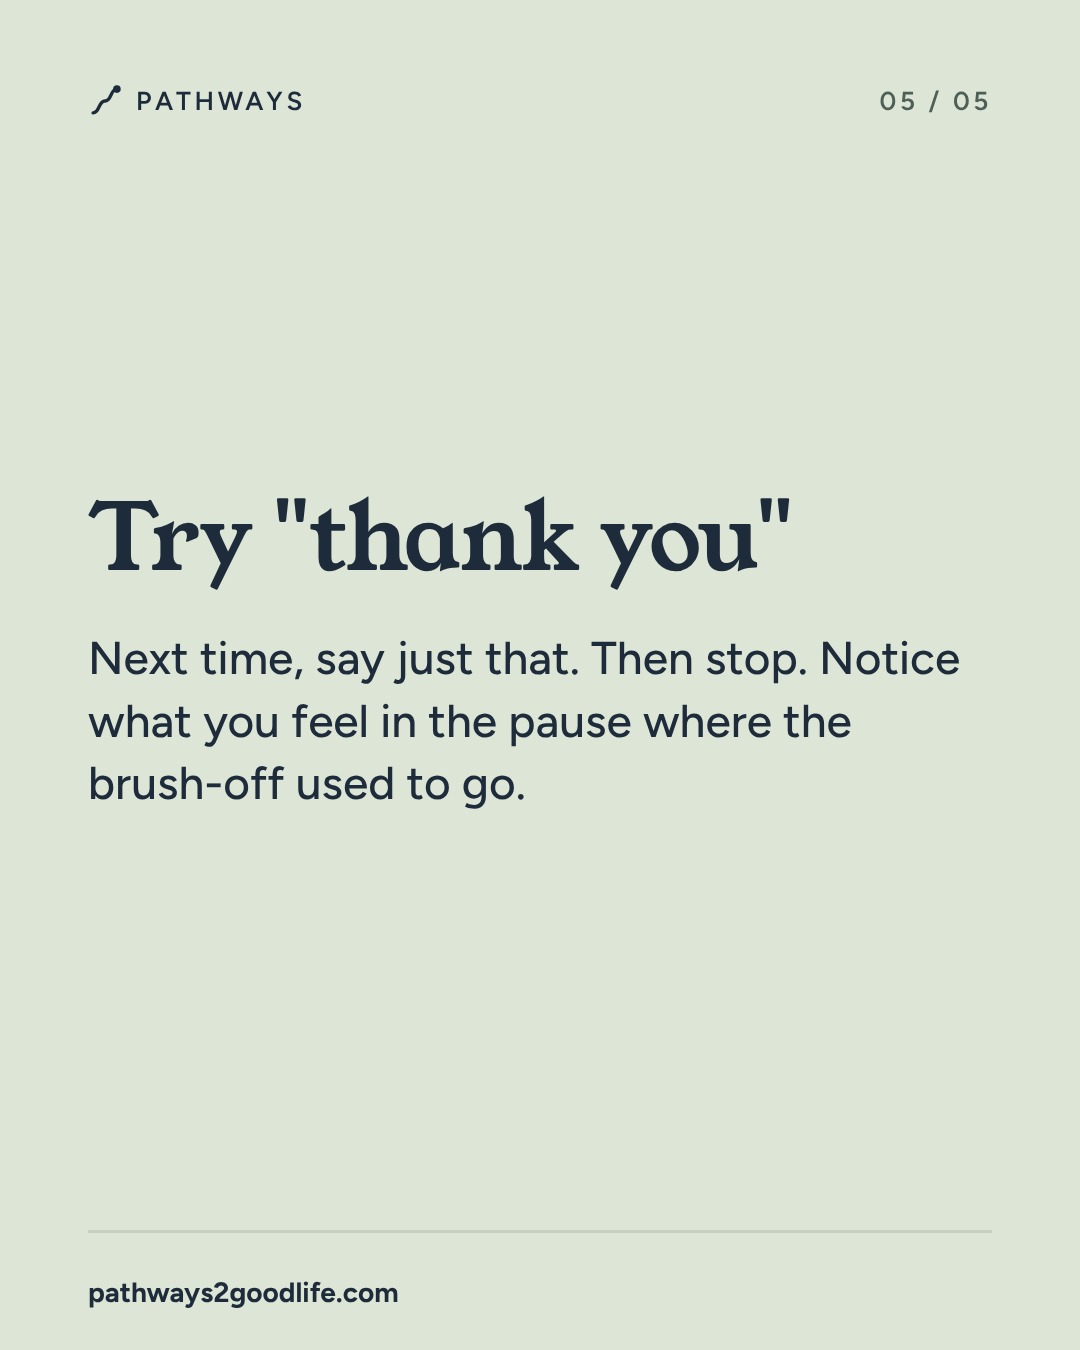 PATHWAYS
05 / 05
Try "thank you"
Next time, say just that. Then stop. Notice
what you feel in the pause where the
brush-off used to go.
pathways2goodlife.com